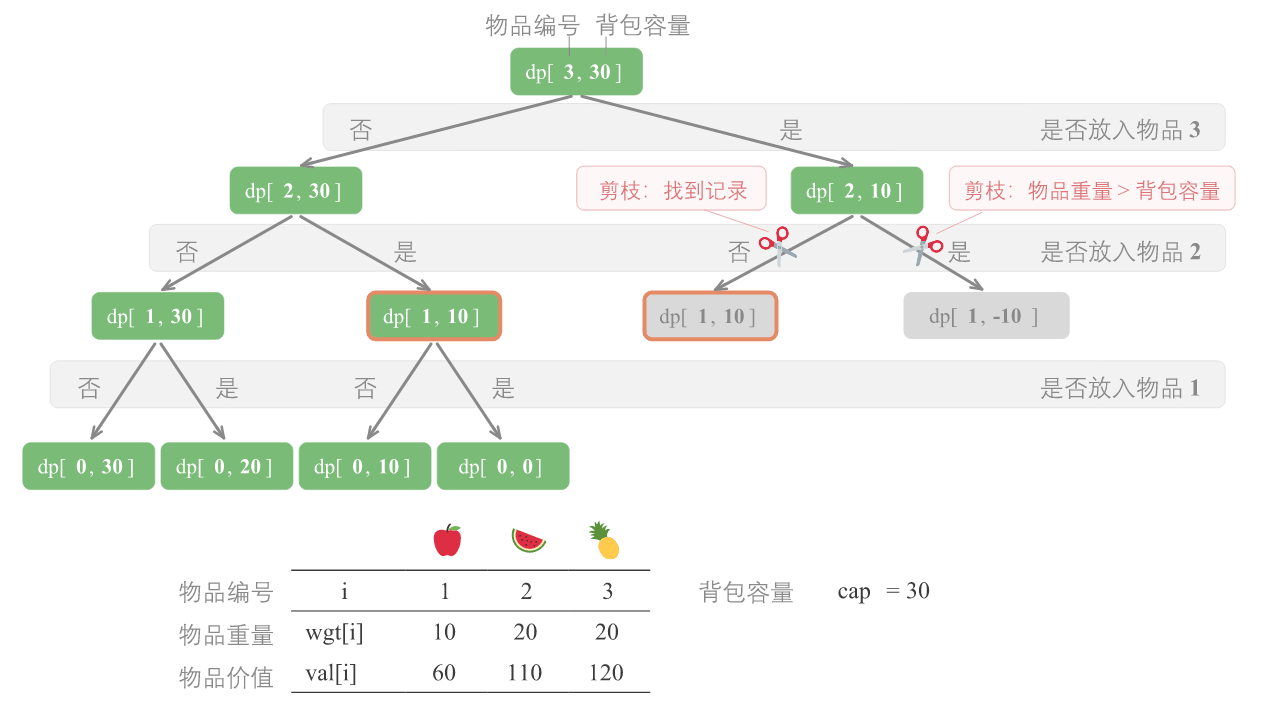 物品编号 背包容量
dp[ 3, 30 ]
否 是 是否放入物品 3
dp[ 2, 30 ] 剪枝：找到记录 dp[ 2, 10 ] 剪枝：物品重量 > 背包容量
否 是 否 是 是否放入物品 2
dp[ 1, 30 ] dp[ 1, 10 ] dp[ 1, 10 ] dp[ 1, -10 ]
否 是 否 是 是否放入物品 1
dp[ 0, 30 ] dp[ 0, 20 ] dp[ 0, 10 ] dp[ 0, 0 ]
物品编号 i 1 2 3 背包容量 cap = 30
物品重量 wgt[i] 10 20 20
物品价值 val[i] 60 110 120